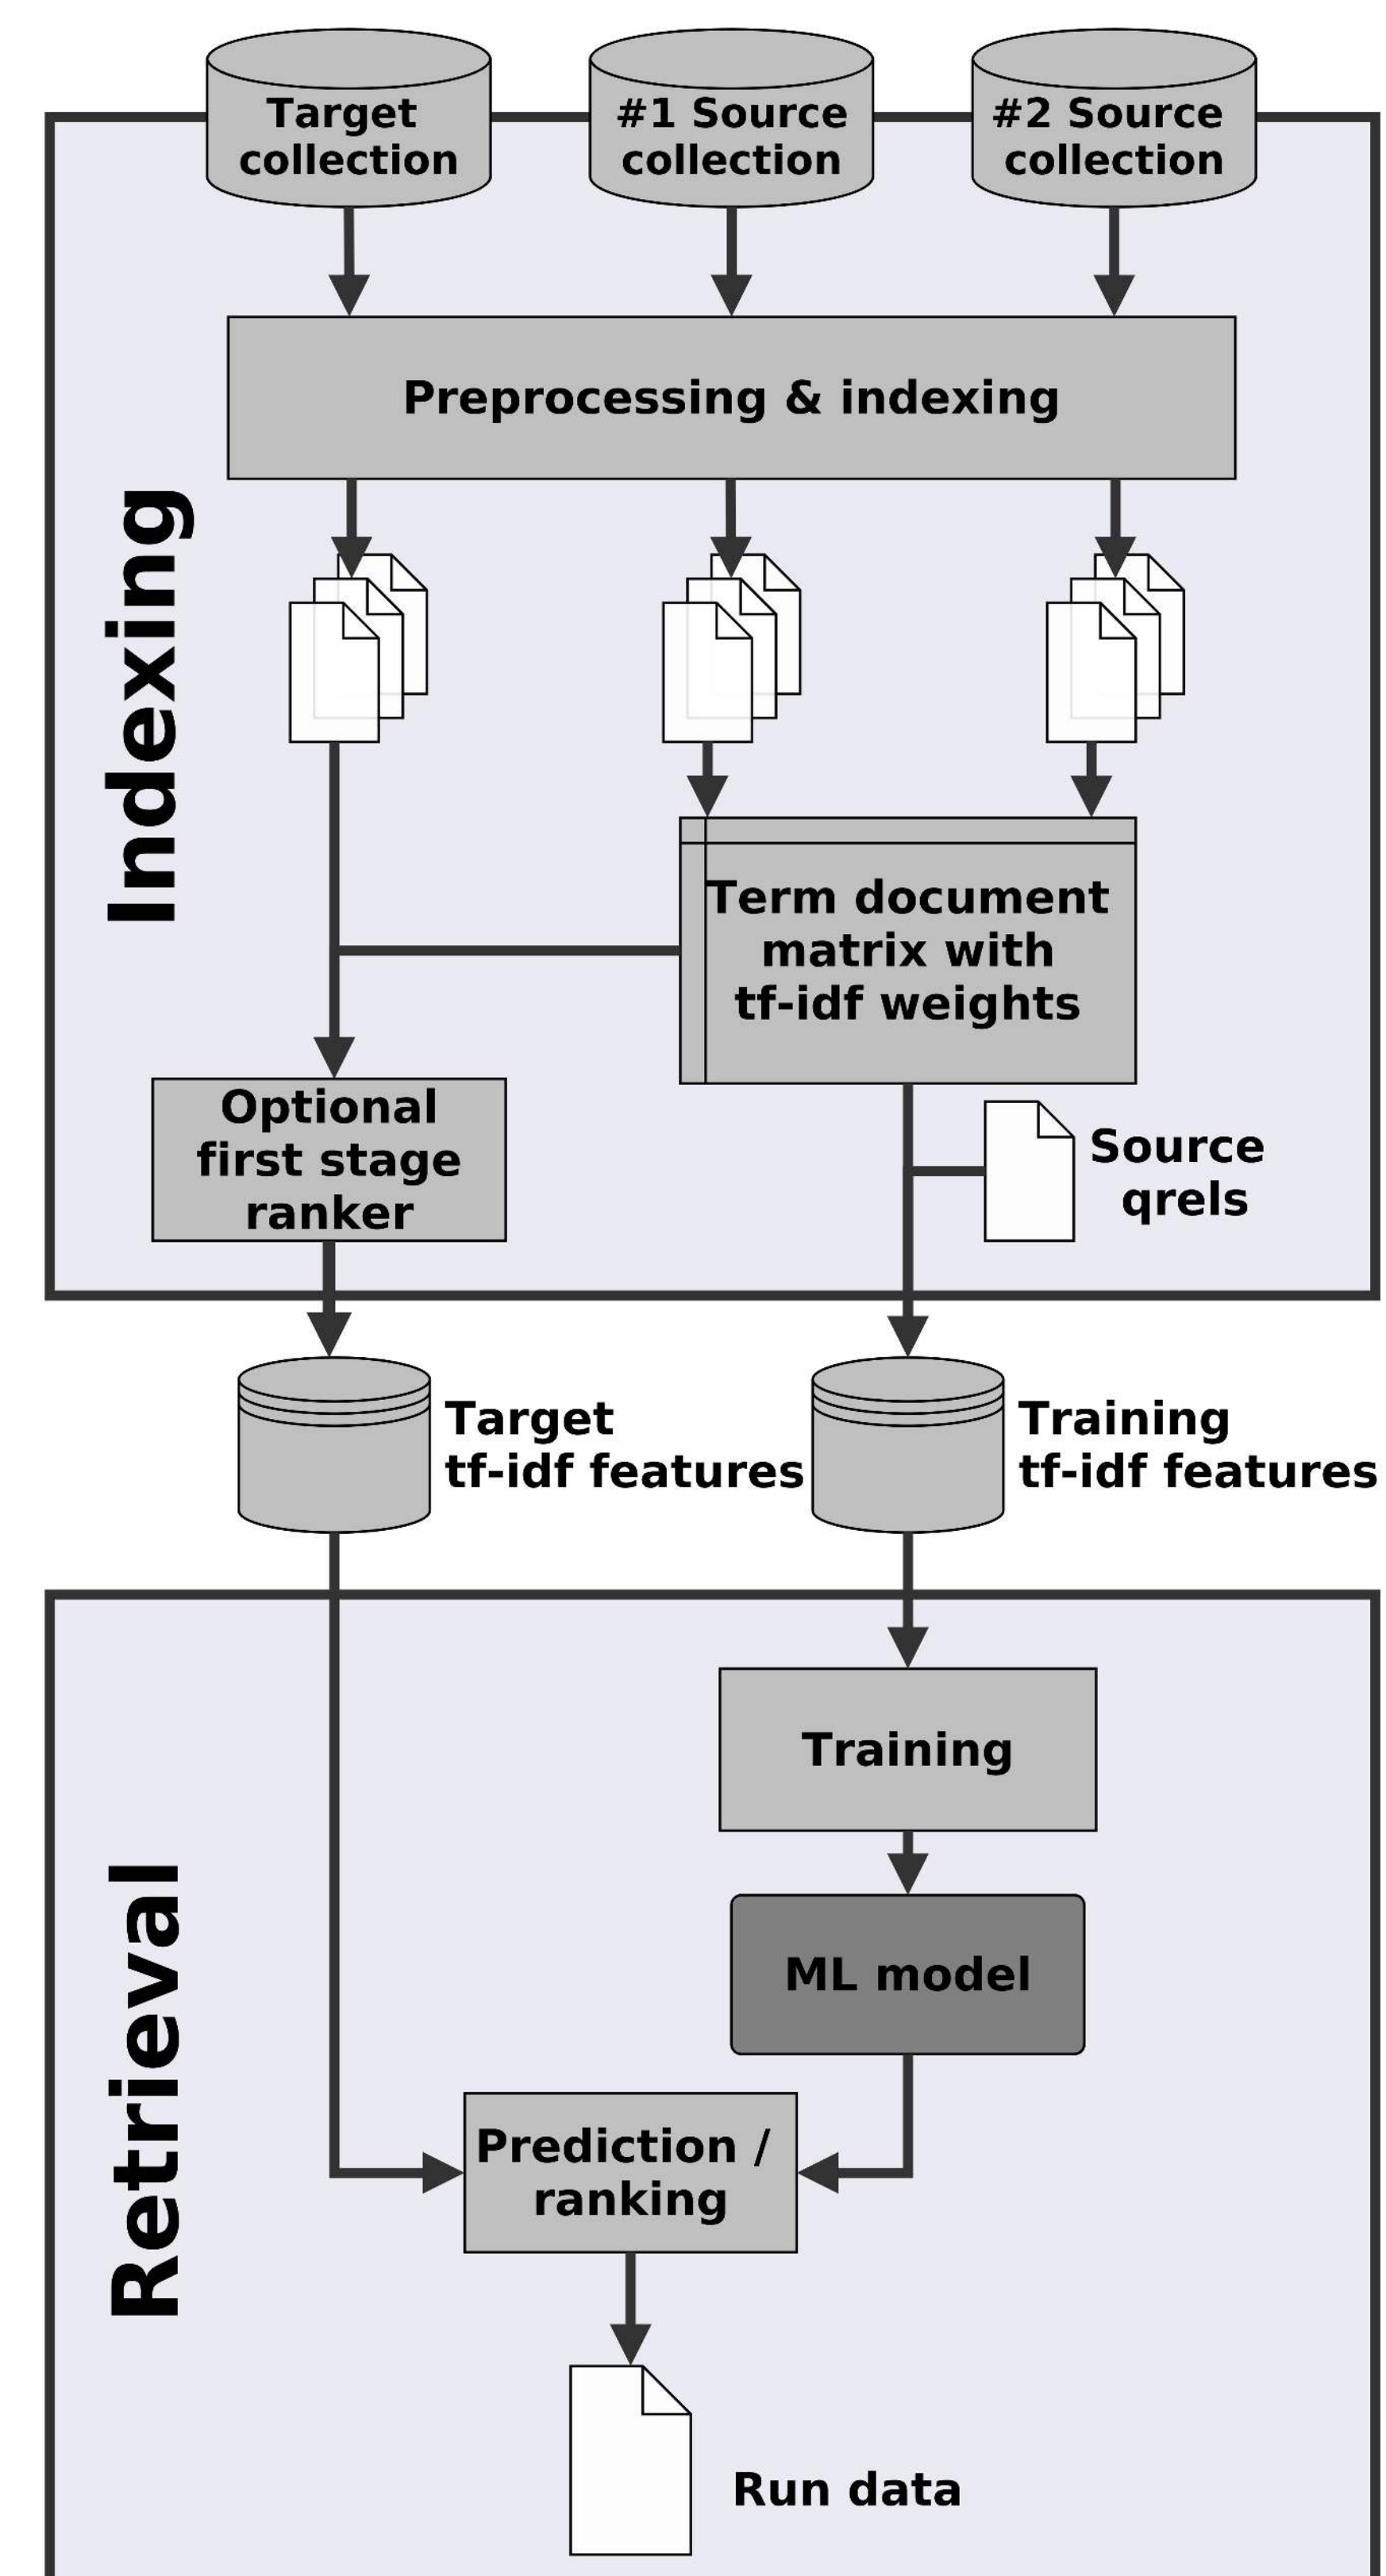 Target
collection
#1 Source
collection
#2 Source
collection
Preprocessing & indexing
Indexing
Term document
matrix with
tf-idf weights
Optional
first stage
ranker
Source
qrels
Target
tf-idf features
Training
tf-idf features
Training
ML model
Retrieval
Prediction /
ranking
Run data